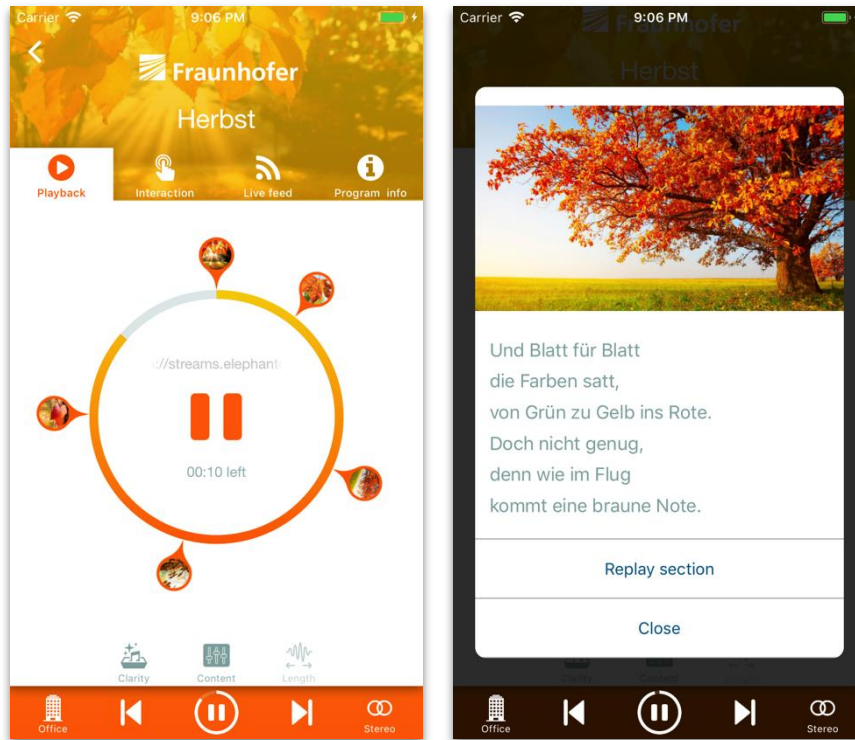 Carrier
9:06 PM
Fraunhofer
Herbst
Playback
Interaction
Live feed
Program info
://streams.elephant
00:10 left
Clarity
Content
Length
Office
Stereo
Carrier
9:06 PM
Fraunhofer
Herbst
Und Blatt für Blatt
die Farben satt,
von Grün zu Gelb ins Rote.
Doch nicht genug,
denn wie im Flug
kommt eine braune Note.
Replay section
Close
Clarity
Content
Length
Office
Stereo